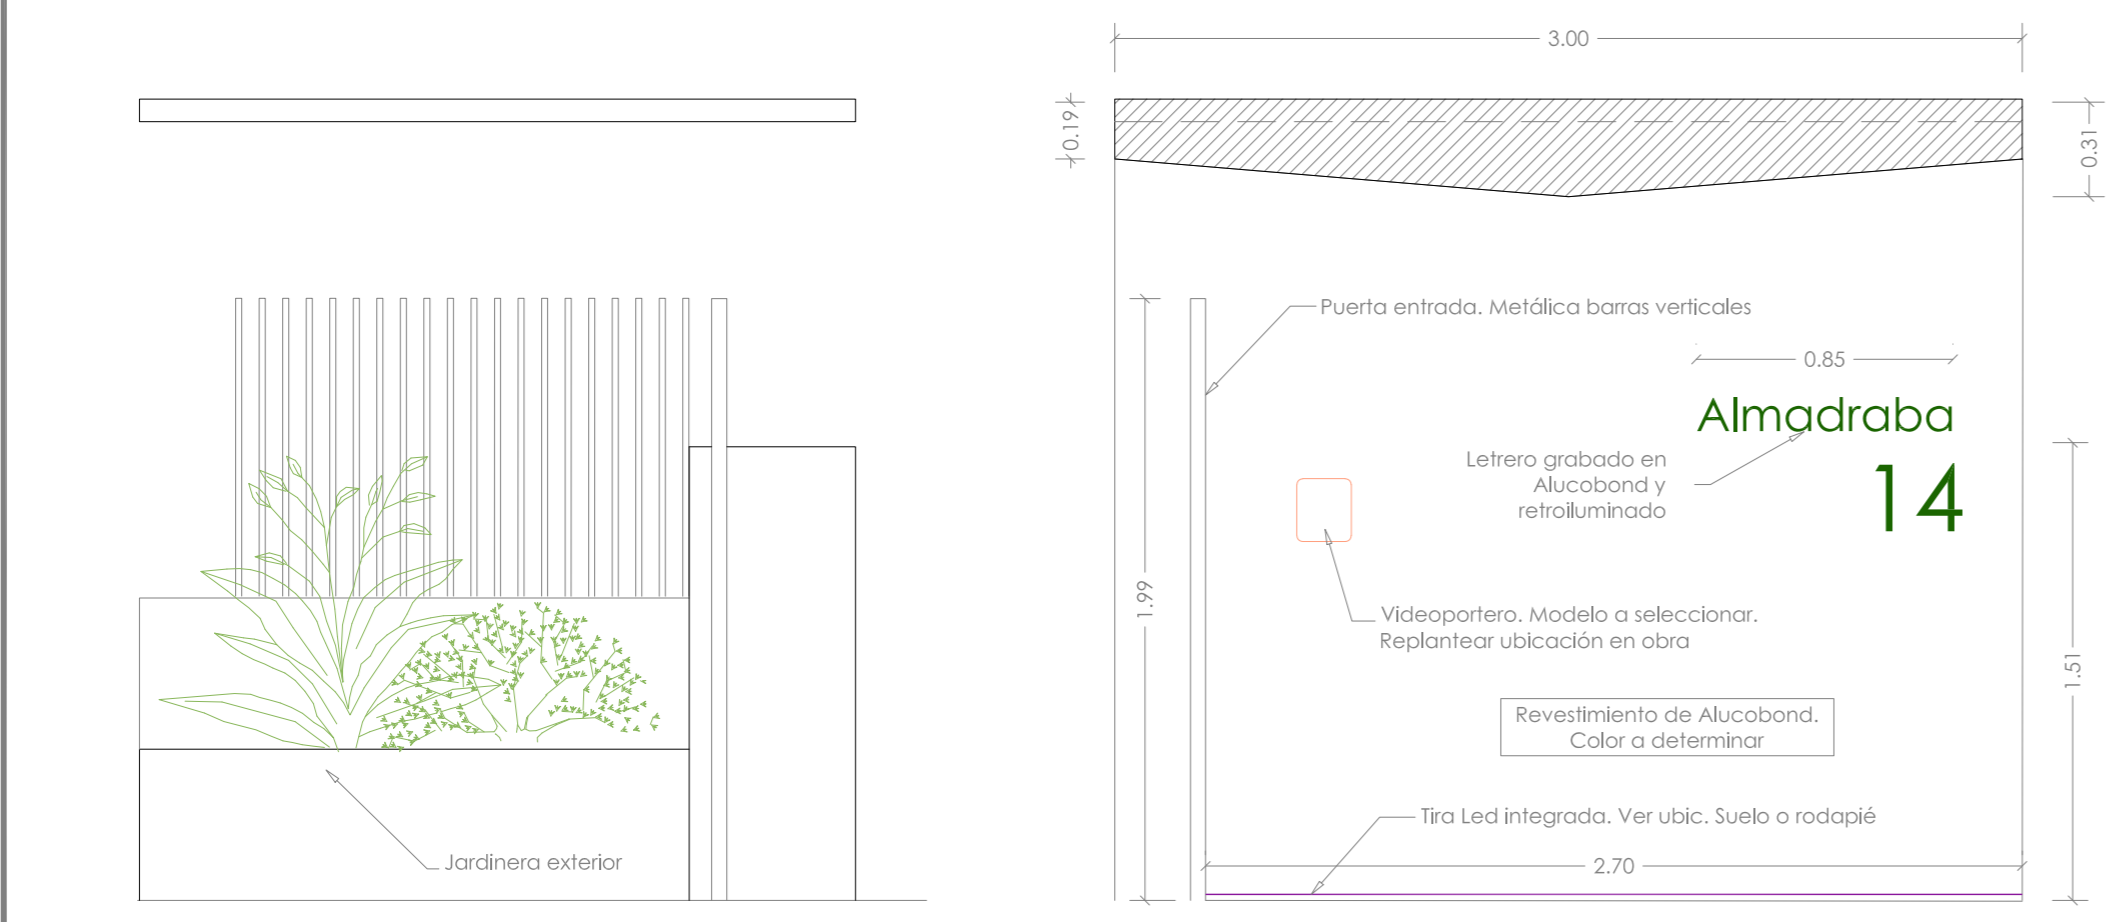 3.00
0.19
0.31
Puerta entrada. Metálica barras verticales
0.85
Almadraba
14
Letrero grabado en
Alucobond y
retroiluminado
1.99
Videoportero. Modelo a seleccionar.
Replantear ubicación en obra
1.51
Revestimiento de Alucobond.
Color a determinar
Tira Led integrada. Ver ubic. Suelo o rodapié
2.70
Jardinera exterior